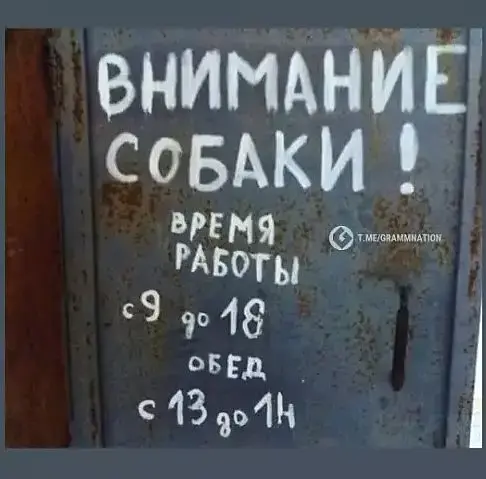 ВНИМАНИЕ
СОБАКИ !
ВРЕМЯ
РАБОТЫ
T.ME/GRAMMNATION
с 9 до 18
ОБЕД
с 13 до 14